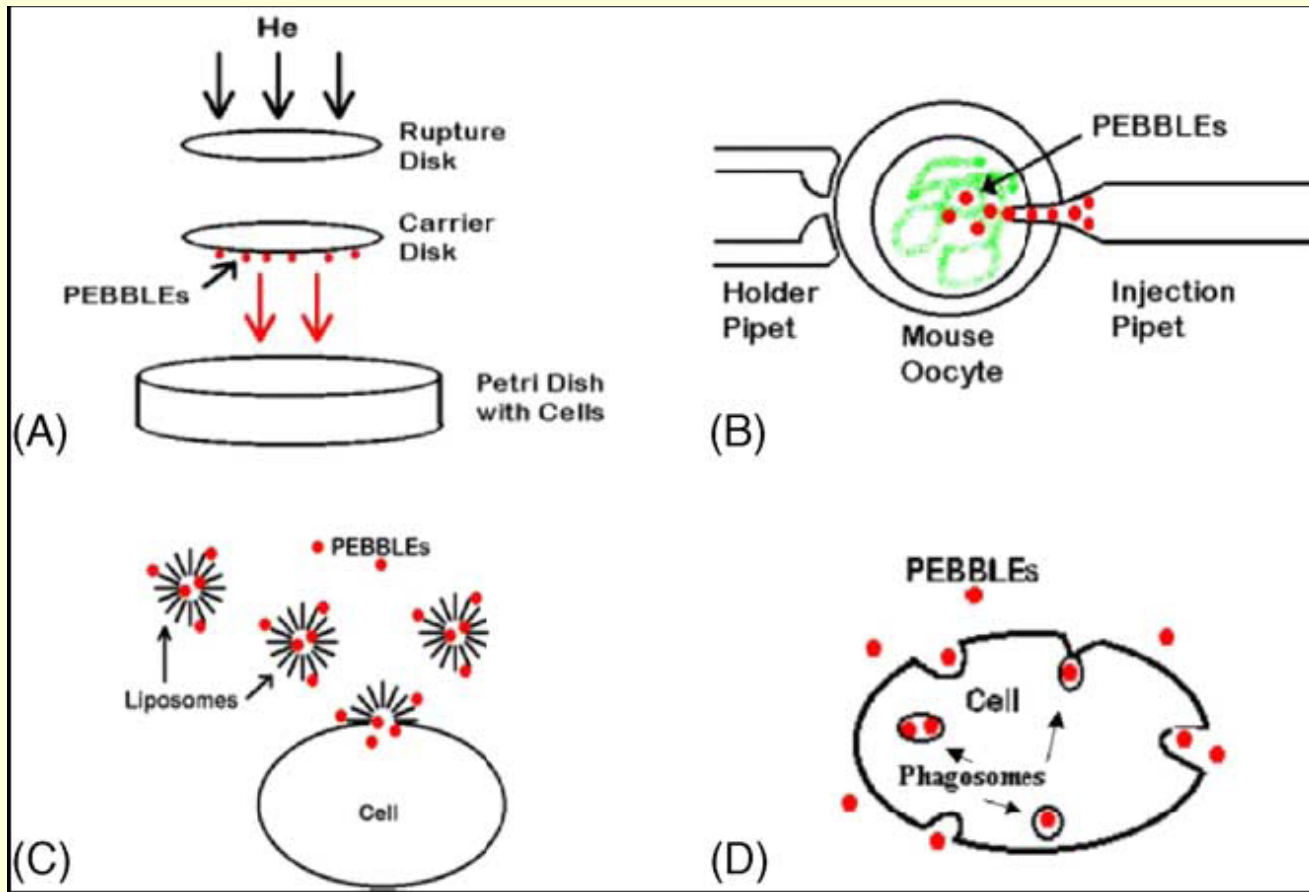 He
Rupture
Disk
Carrier
Disk
PEBBLEs
Petri Dish
with Cells
(A)
PEBBLEs
Holder
Pipet
Mouse
Oocyte
Injection
Pipet
(B)
PEBBLEs
Liposomes
Cell
(C)
PEBBLEs
Cell
Phagosomes
(D)